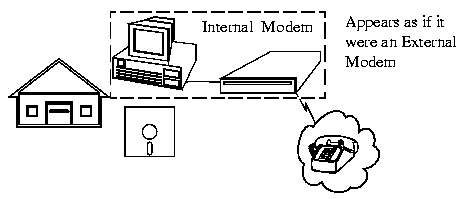 Internal Modem
Appears as if it
were an External
Modem